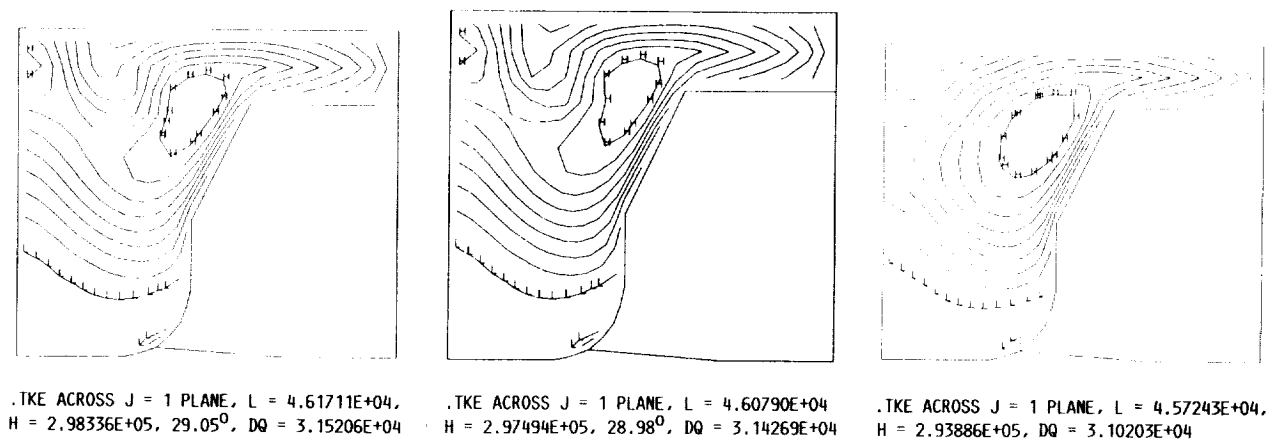 .TKE ACROSS J = 1 PLANE, L = 4.61711E+04,
H = 2.98336E+05, 29.05⁰, DQ = 3.15206E+04
.TKE ACROSS J = 1 PLANE, L = 4.60790E+04
H = 2.97494E+05, 28.98⁰, DQ = 3.14269E+04
.TKE ACROSS J = 1 PLANE, L = 4.57243E+04,
H = 2.93886E+05, DQ = 3.10203E+04